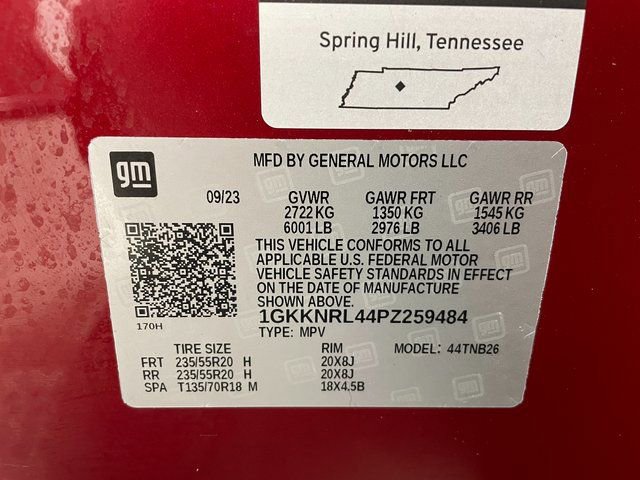 Spring Hill, Tennessee
gm
MFD BY GENERAL MOTORS LLC
09/23 GVWR GAWR FRT GAWR RR
2722 KG 1350 KG 1545 KG
6001 LB 2976 LB 3406 LB
THIS VEHICLE CONFORMS TO ALL
APPLICABLE U.S. FEDERAL MOTOR
VEHICLE SAFETY STANDARDS IN EFFECT
ON THE DATE OF MANUFACTURE
SHOWN ABOVE.
1GKKNRL44PZ259484
170H TYPE: MPV
TIRE SIZE RIM MODEL: 44TNB26
FRT 235/55R20 H 20X8J
RR 235/55R20 H 20X8J
SPA T135/70R18 M 18X4.5B